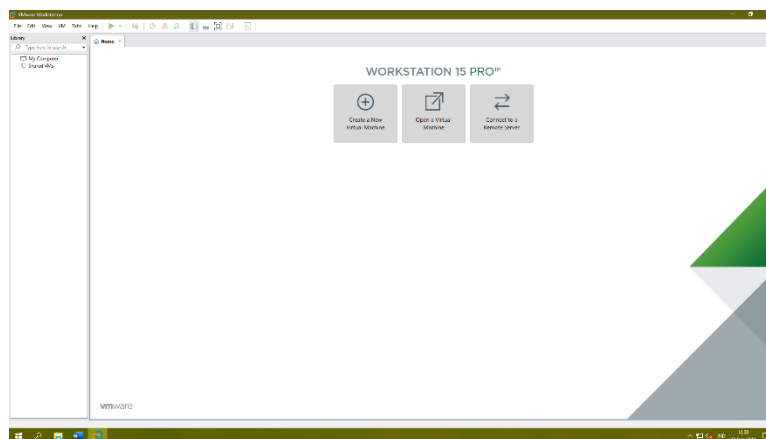 VMware Workstation
File Edit View VM Tabs Help
Library
Type here to search
Home
My Computer
Shared VMs
WORKSTATION 15 PRO™
Create a New
Virtual Machine
Open a Virtual
Machine
Connect to a
Remote Server
vmware